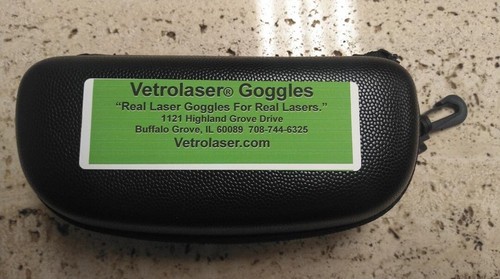 Vetrolaser® Goggles
“Real Laser Goggles For Real Lasers.”
1121 Highland Grove Drive
Buffalo Grove, IL 60089 708-744-6325
Vetrolaser.com